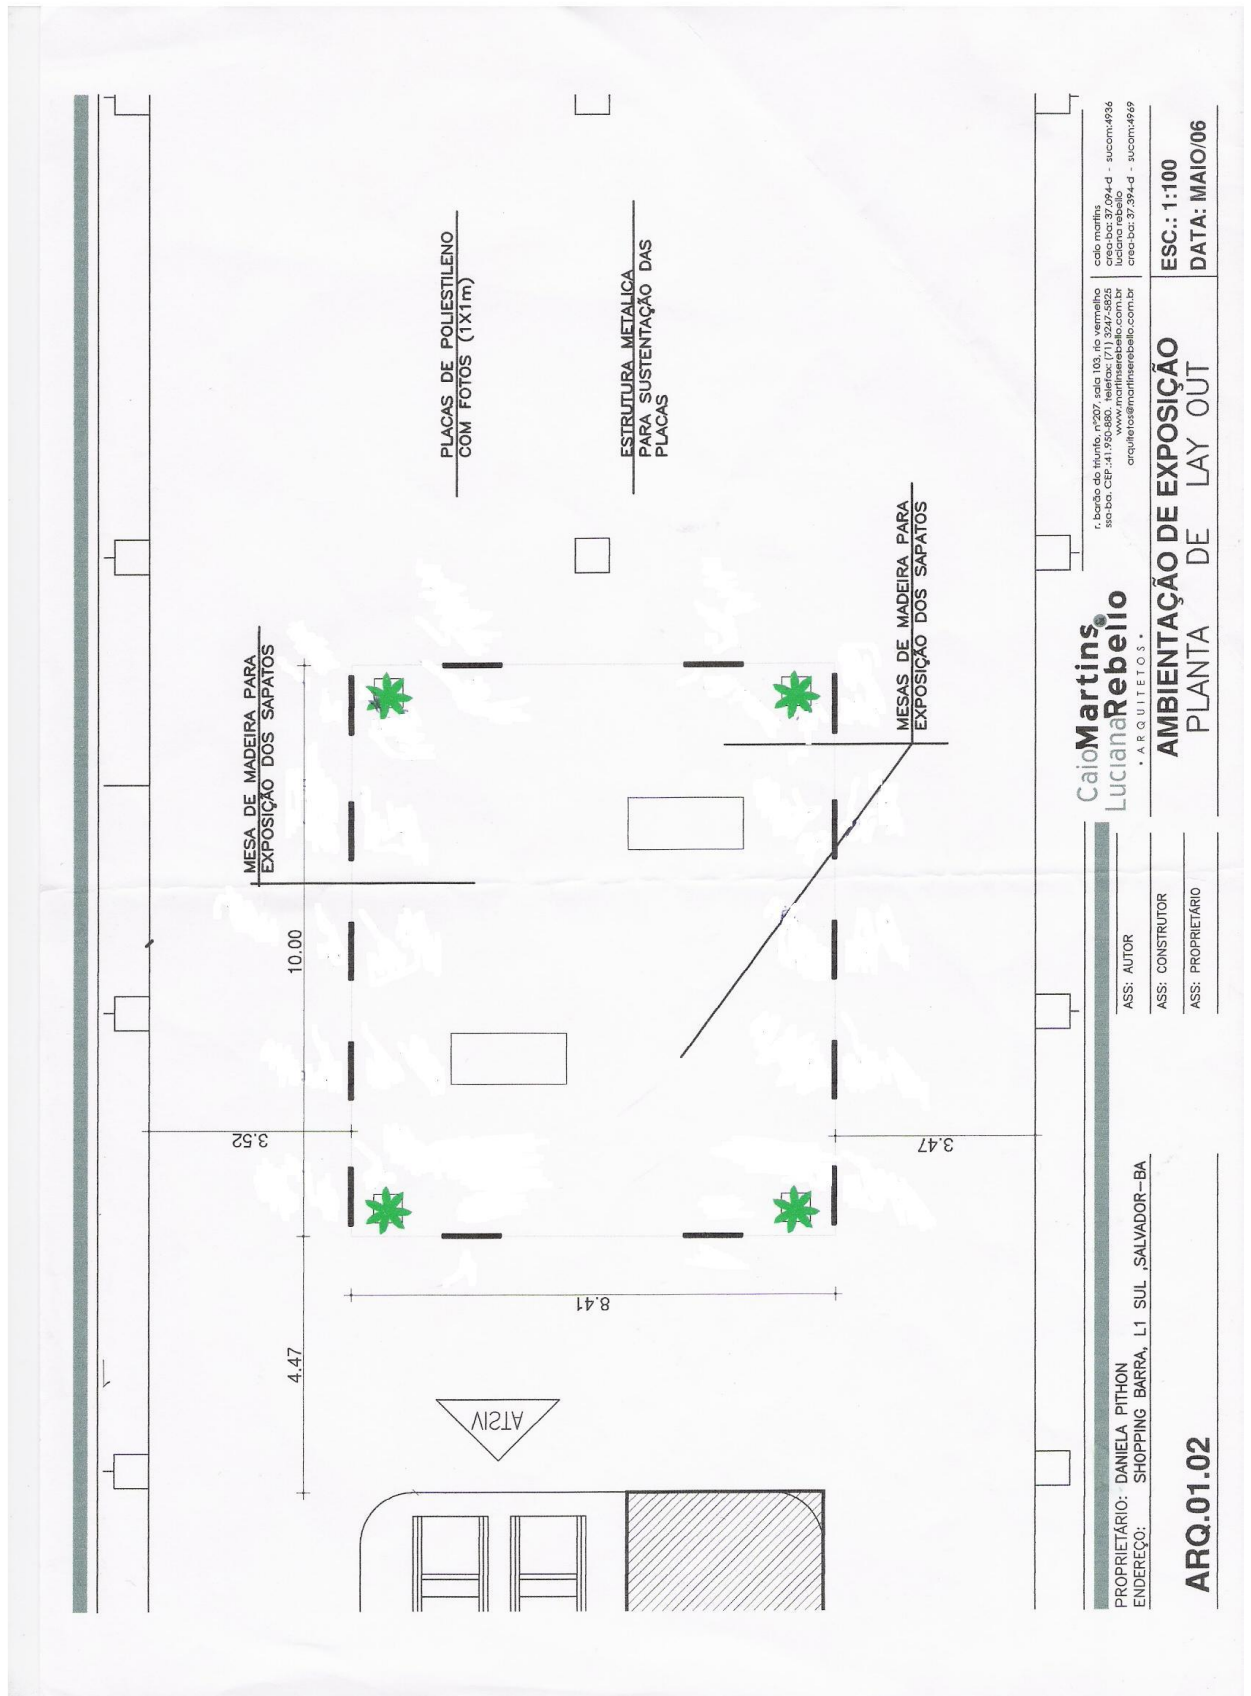 MESA DE MADEIRA PARA
EXPOSIÇÃO DOS SAPATOS
PLACAS DE POLIESTILENO
COM FOTOS (1X1m)
ESTRUTURA METALICA
PARA SUSTENTAÇÃO DAS
PLACAS
MESAS DE MADEIRA PARA
EXPOSIÇÃO DOS SAPATOS
4.47
10.00
3.52
8.41
3.47
VISTA
PROPRIETÁRIO: DANIELA PITHON
ENDEREÇO: SHOPPING BARRA, L1 SUL ,SALVADOR-BA
ARQ.01.02
ASS: AUTOR
ASS: CONSTRUTOR
ASS: PROPRIETÁRIO
CaioMartins
LucianaRebello
• ARQUITETOS •
r. barão do triunfo, nº207, sala 103, rio vermelho
ssa-ba. CEP.:41.950-880. telefax: (71) 3247-5825
www.martinserebello.com.br
arquitetos@martinserebello.com.br
caio martins
crea-ba: 37.094-d - sucom:4936
luciana rebello
crea-ba: 37.394-d - sucom:4969
AMBIENTAÇÃO DE EXPOSIÇÃO
PLANTA DE LAY OUT
ESC.: 1:100
DATA: MAIO/06